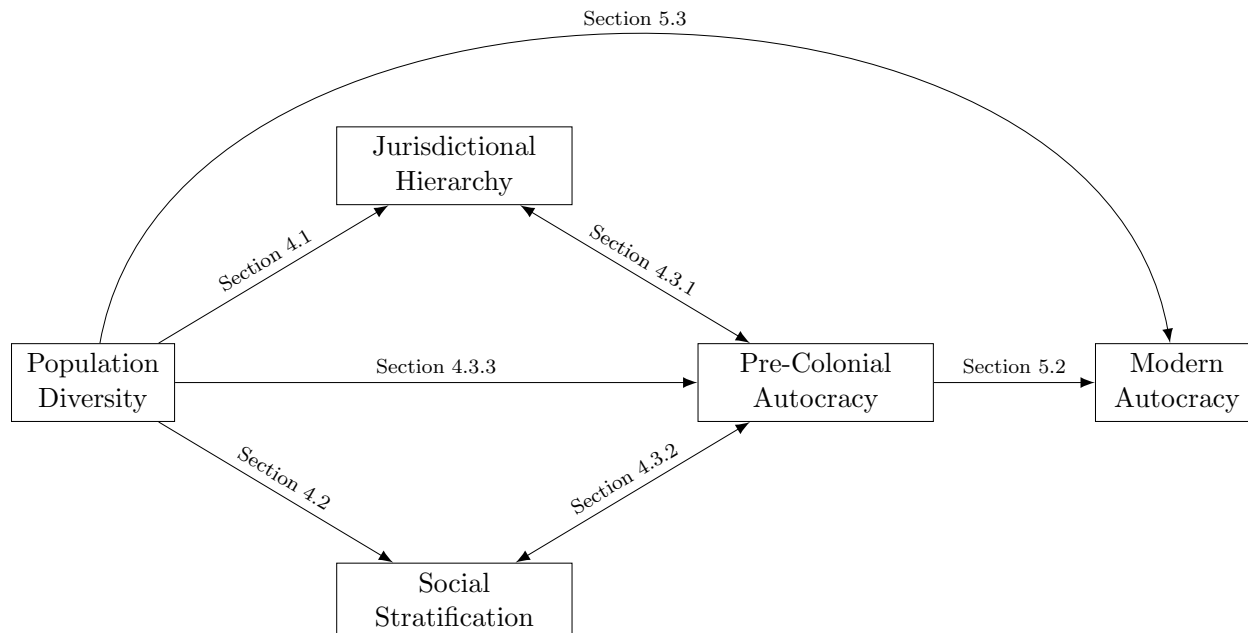 Section 5.3
Jurisdictional
Hierarchy
Section 4.1
Section 4.3.1
Population
Diversity
Section 4.3.3
Pre-Colonial
Autocracy
Section 5.2
Modern
Autocracy
Section 4.2
Section 4.3.2
Social
Stratification